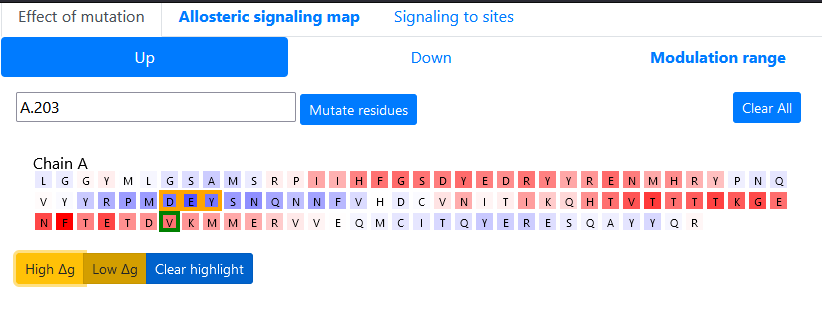 Effect of mutation Allosteric signaling map Signaling to sites
Up Down Modulation range
A.203 Mutate residues Clear All
Chain A
L G G Y M L G S A M S R P I I H F G S D Y E D R Y Y R E N M H R Y P N Q
V Y Y R P M D E Y S N Q N N F V H D C V N I T I K Q H T V T T T T K G E
N F T E T D V K M M E R V V E Q M C I T Q Y E R E S Q A Y Y Q R
High Δg Low Δg Clear highlight